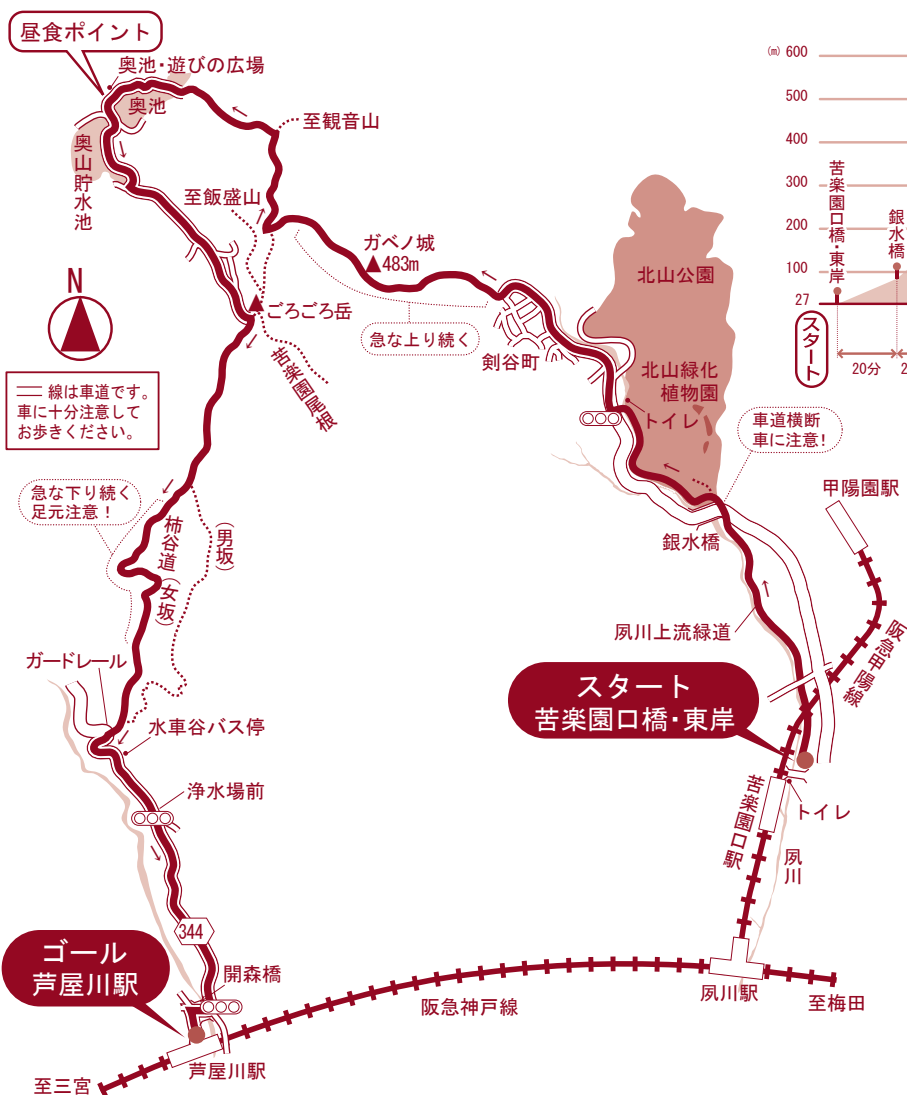 昼食ポイント
奥池・遊びの広場
奥池
奥山貯水池
至観音山
至飯盛山
ガベノ城
483m
ごろごろ岳
急な上り続く
苦楽園尾根
剣谷町
北山公園
北山緑化
植物園
トイレ
車道横断
車に注意!
銀水橋
甲陽園駅
夙川上流緑道
阪急甲陽線
スタート
苦楽園口橋・東岸
トイレ
苦楽園口駅
夙川
夙川駅
至梅田
阪急神戸線
N
線は車道です。
車に十分注意して
お歩きください。
急な下り続く
足元注意!
柿谷道
(女坂)
(男坂)
ガードレール
水車谷バス停
浄水場前
344
開森橋
ゴール
芦屋川駅
芦屋川駅
至三宮
(m) 600
500
400
300
200
100
27
苦楽園口橋・東岸
銀水橋
スタート
20分
2